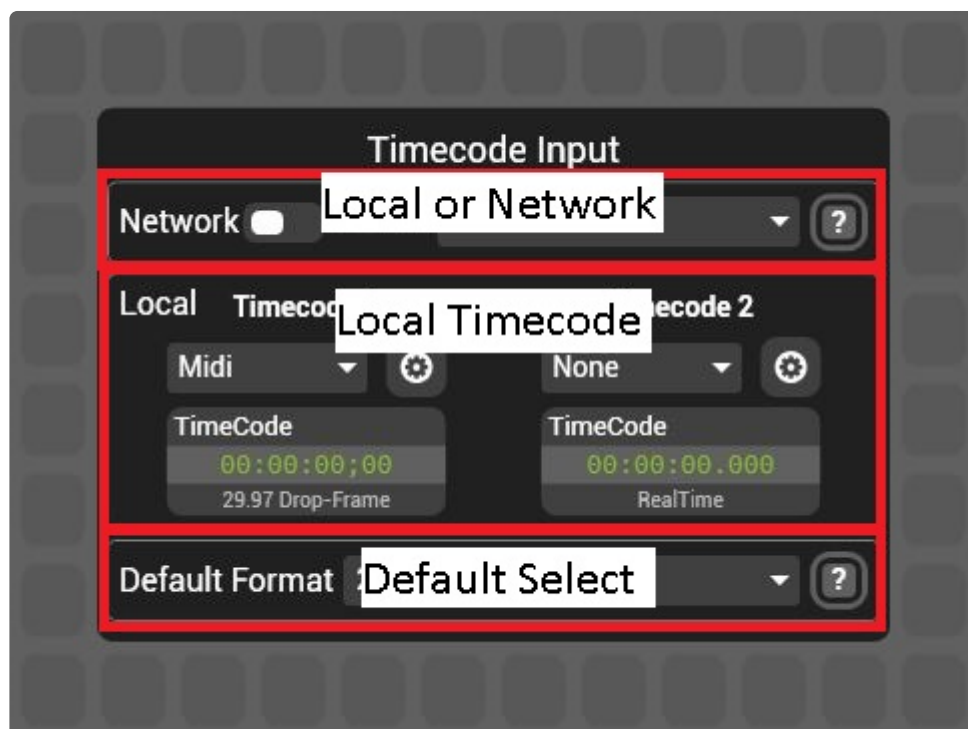 Timecode Input
Network Local or Network ?
Local Local Timecode 2
Midi None
TimeCode TimeCode
00:00:00;00 00:00:00.000
29.97 Drop-Frame RealTime
Default Format Default Select ?